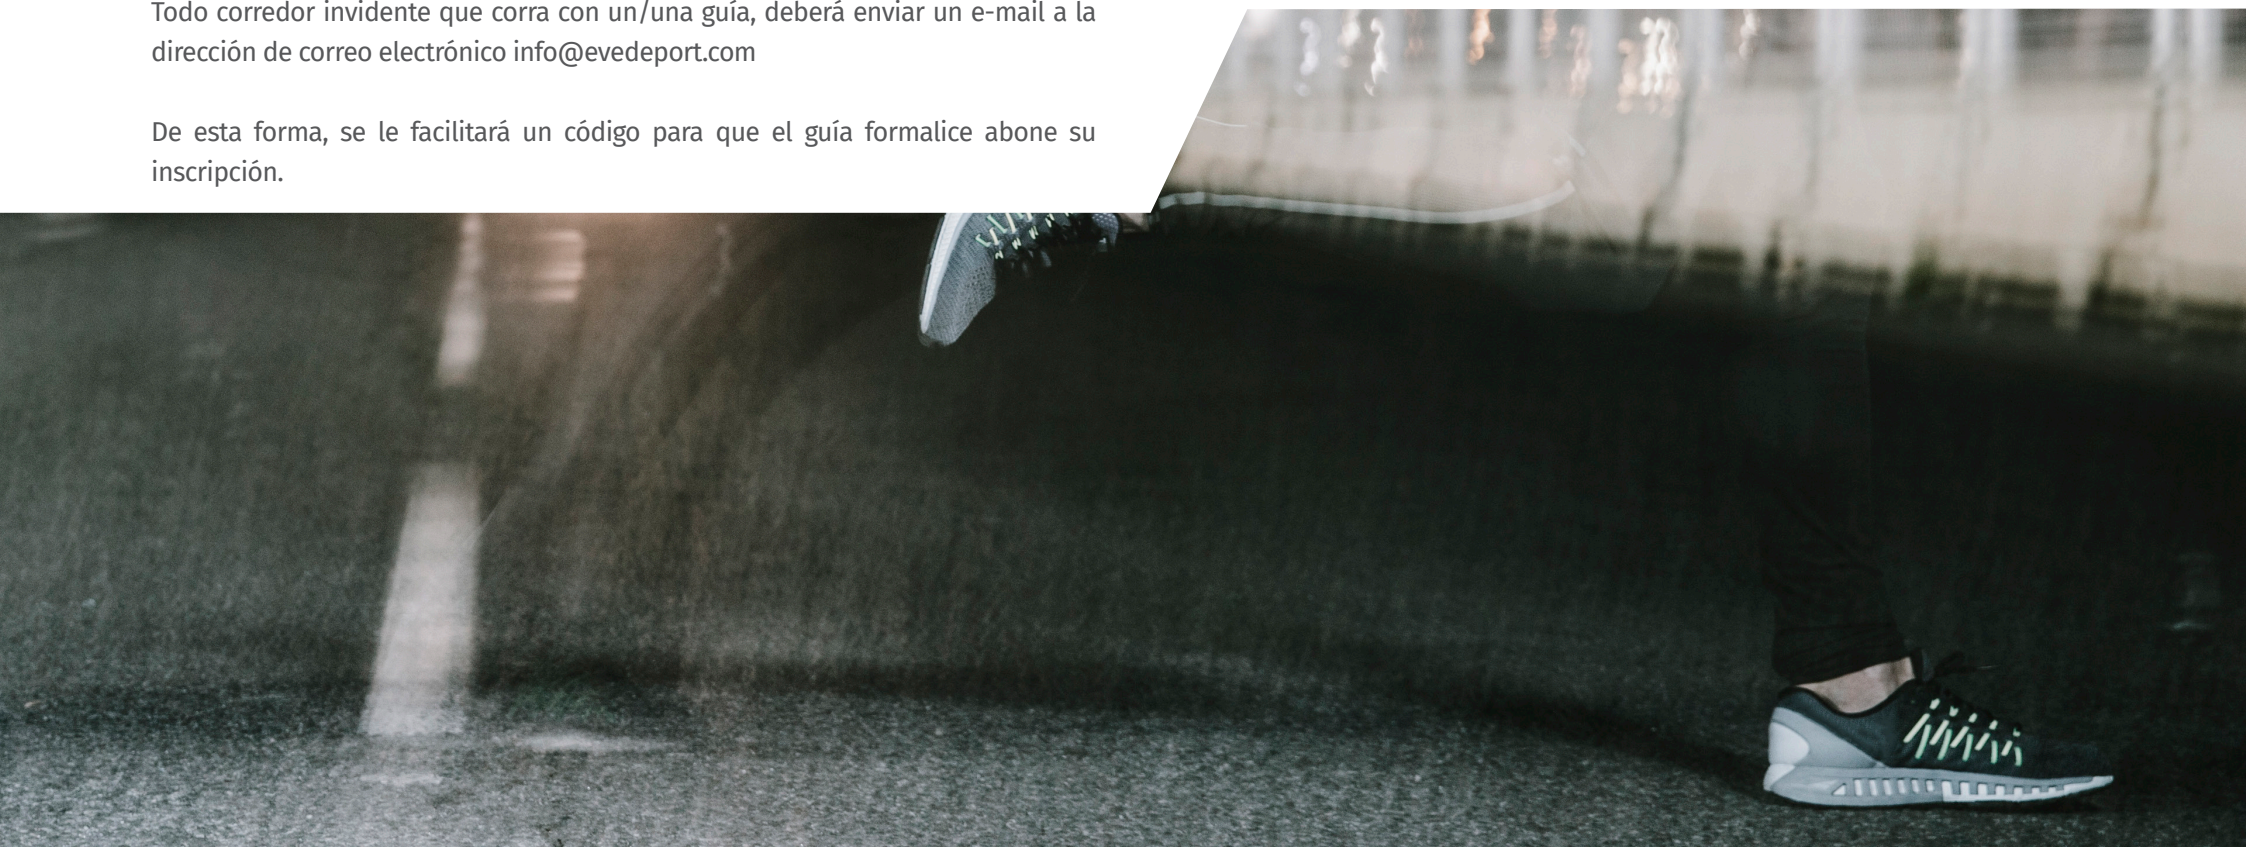 Todo corredor invidente que corra con un/una guía, deberá enviar un e-mail a la
dirección de correo electrónico info@evedeport.com
De esta forma, se le facilitará un código para que el guía formalice abone su
inscripción.